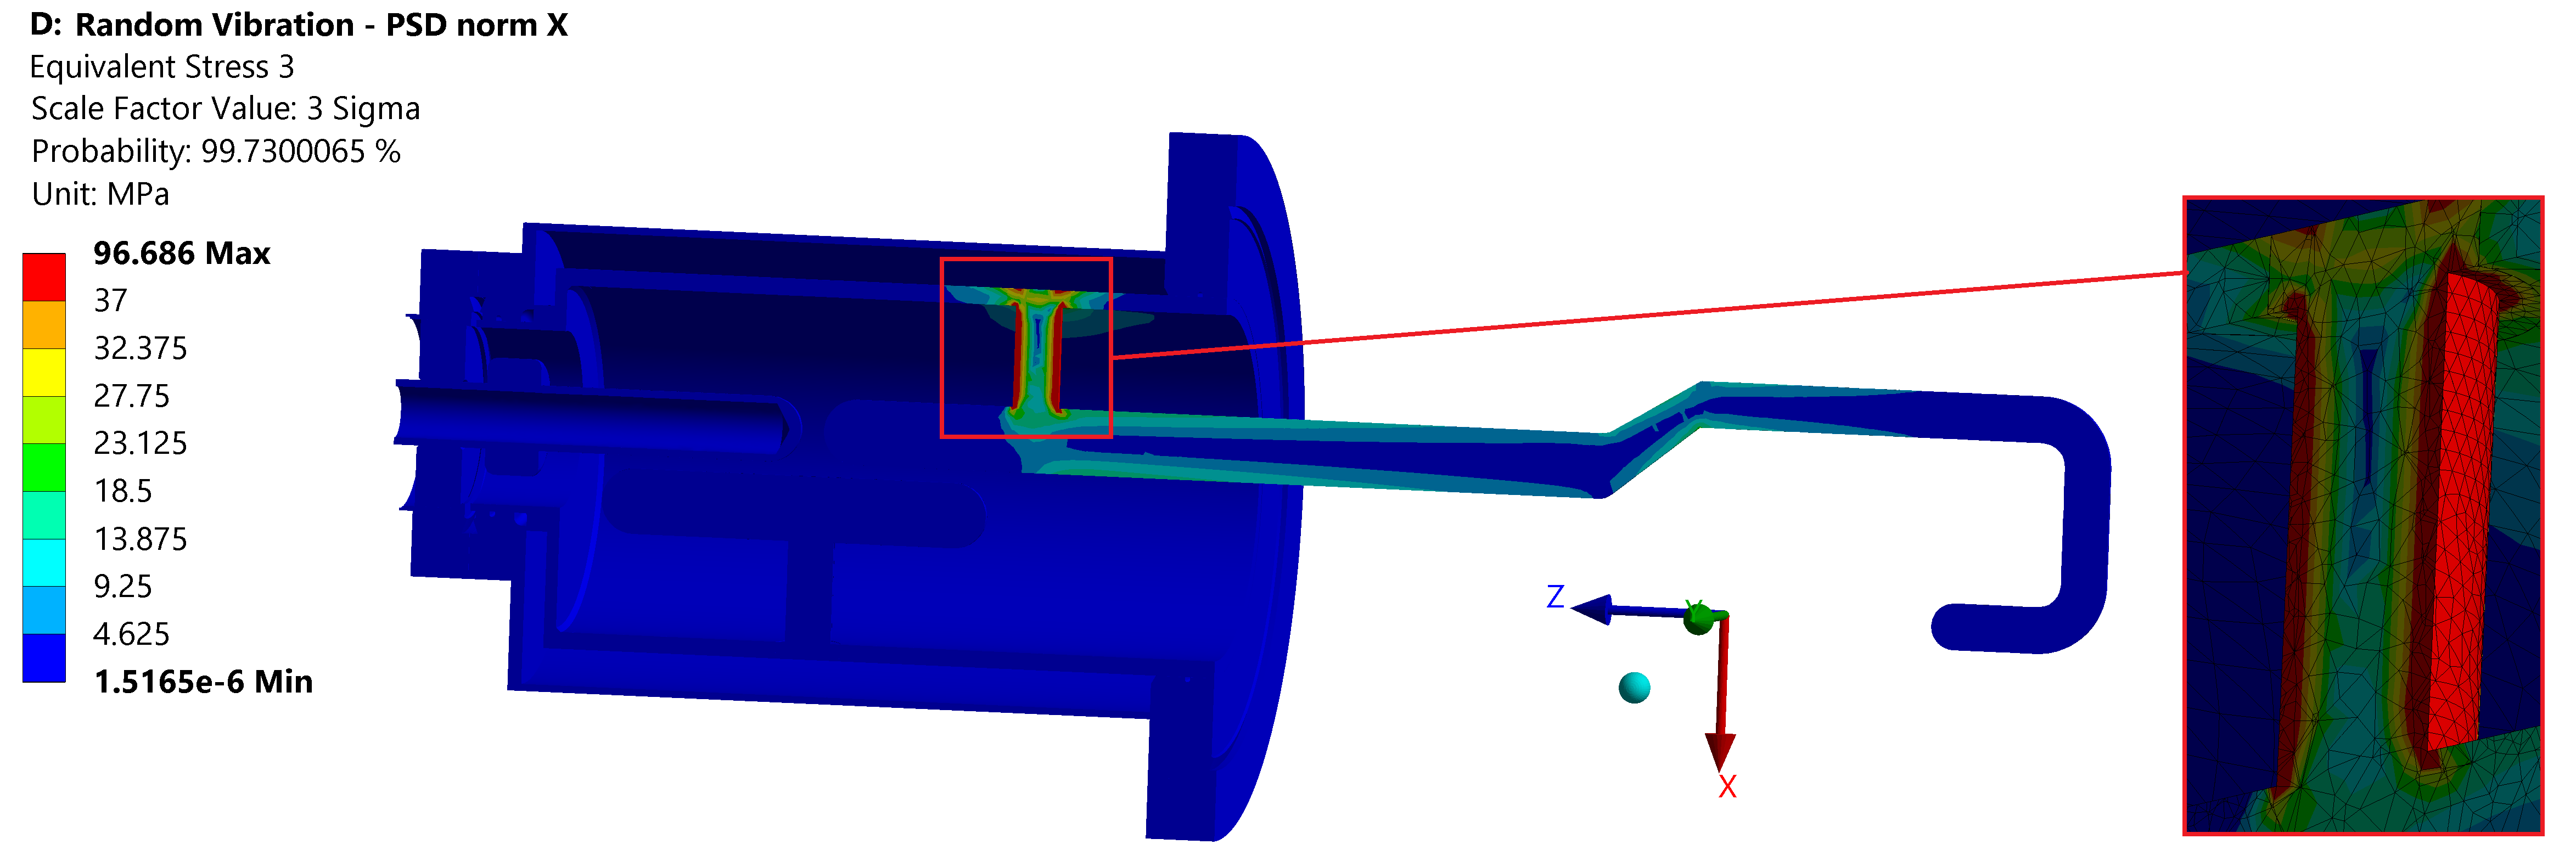 D: Random Vibration - PSD norm X
Equivalent Stress 3
Scale Factor Value: 3 Sigma
Probability: 99.7300065 %
Unit: MPa
96.686 Max
37
32.375
27.75
23.125
18.5
13.875
9.25
4.625
1.5165e-6 Min
Z
Y
X